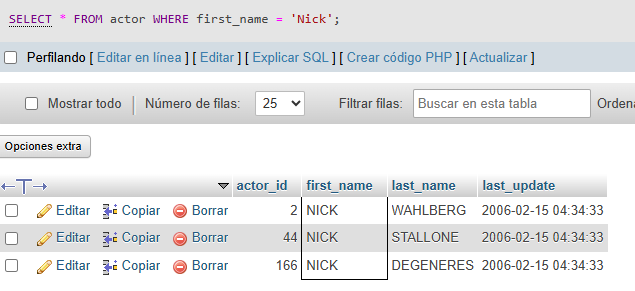 SELECT * FROM actor WHERE first_name = 'Nick';
Perfilando [ Editar en línea ] [ Editar ] [ Explicar SQL ] [ Crear código PHP ] [ Actualizar ]
Mostrar todo Número de filas: 25 Filtrar filas: Buscar en esta tabla Ordena
Opciones extra
actor_id first_name last_name last_update
Editar Copiar Borrar 2 NICK WAHLBERG 2006-02-15 04:34:33
Editar Copiar Borrar 44 NICK STALLONE 2006-02-15 04:34:33
Editar Copiar Borrar 166 NICK DEGENERES 2006-02-15 04:34:33